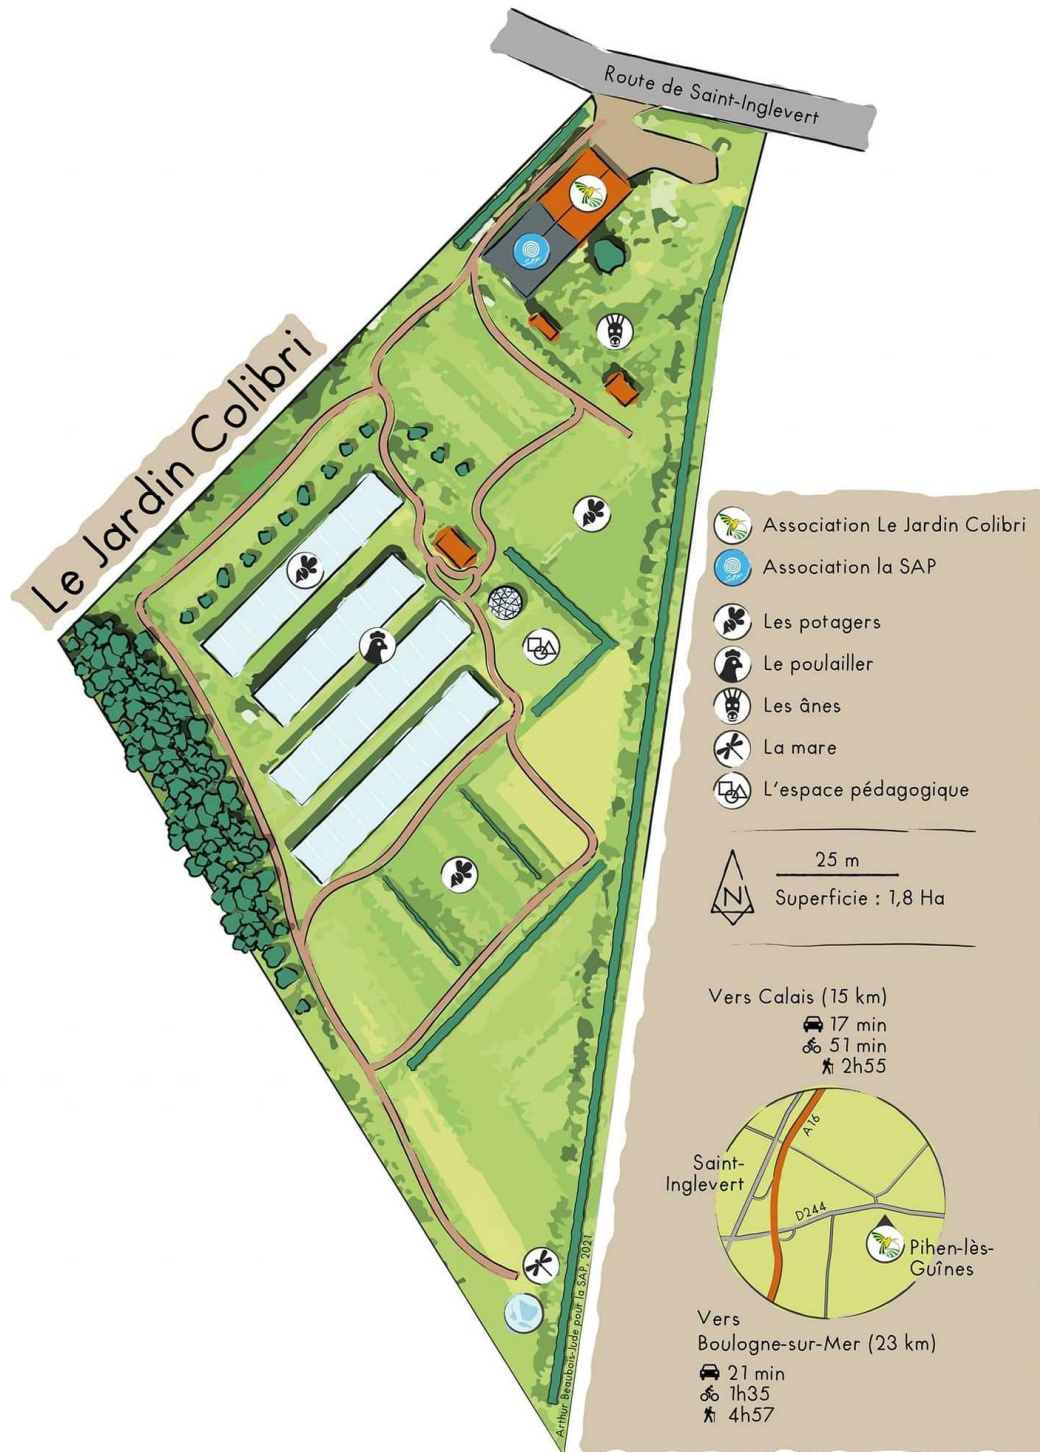 Route de Saint-Inglevert
SAP
Le Jardin Colibri
Association Le Jardin Colibri
SAP
Association la SAP
Les potagers
Le poulailler
Les ânes
La mare
L'espace pédagogique
25 m
N
Superficie : 1,8 Ha
Vers Calais (15 km)
17 min
51 min
2h55
A16
Saint-
Inglevert
D244
Pihen-lès-
Guînes
Vers
Boulogne-sur-Mer (23 km)
21 min
1h35
4h57
Arthur Beaubois-Jude pour la SAP, 2021